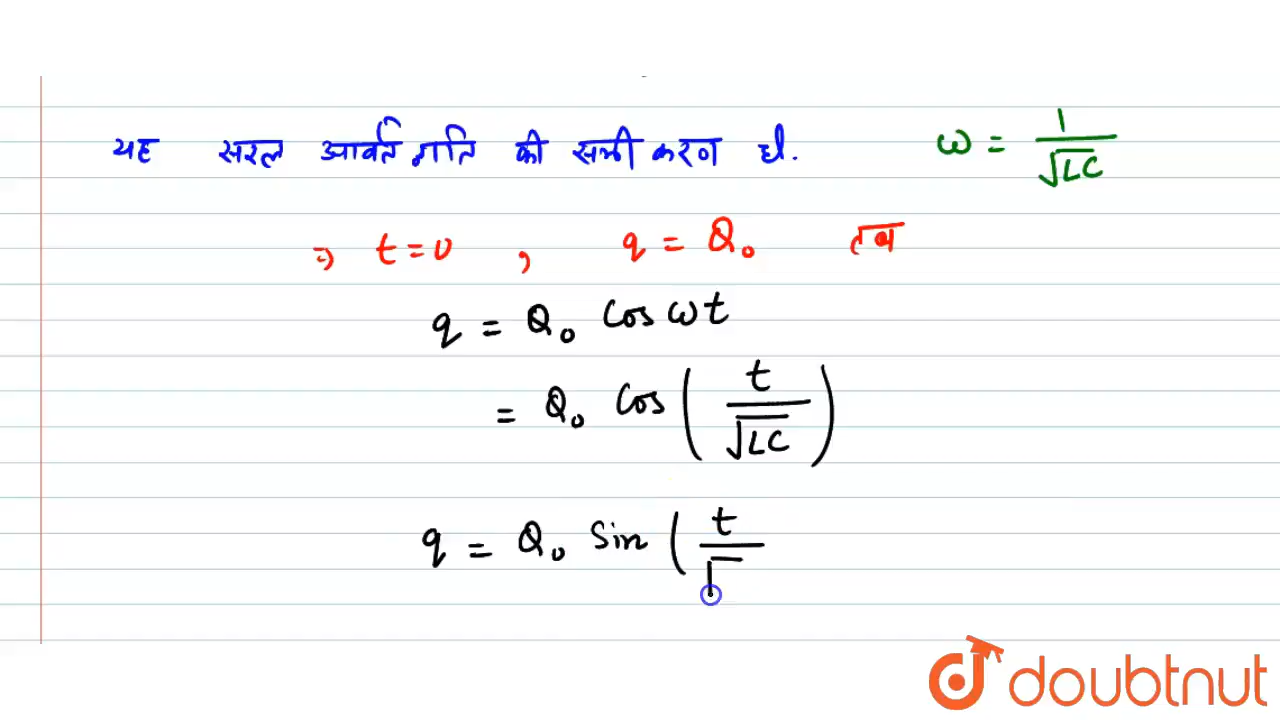 यह सरल आवर्त गति की समीकरण है. ω = 1/√LC
⇒ t = 0 , q = Q₀ तब
q = Q₀ cos ωt
= Q₀ cos ( t/√LC )
q = Q₀ Sin ( t/√
doubtnut